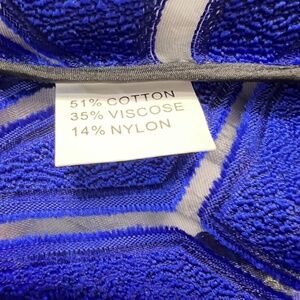 51% COTTON
35% VISCOSE
14% NYLON